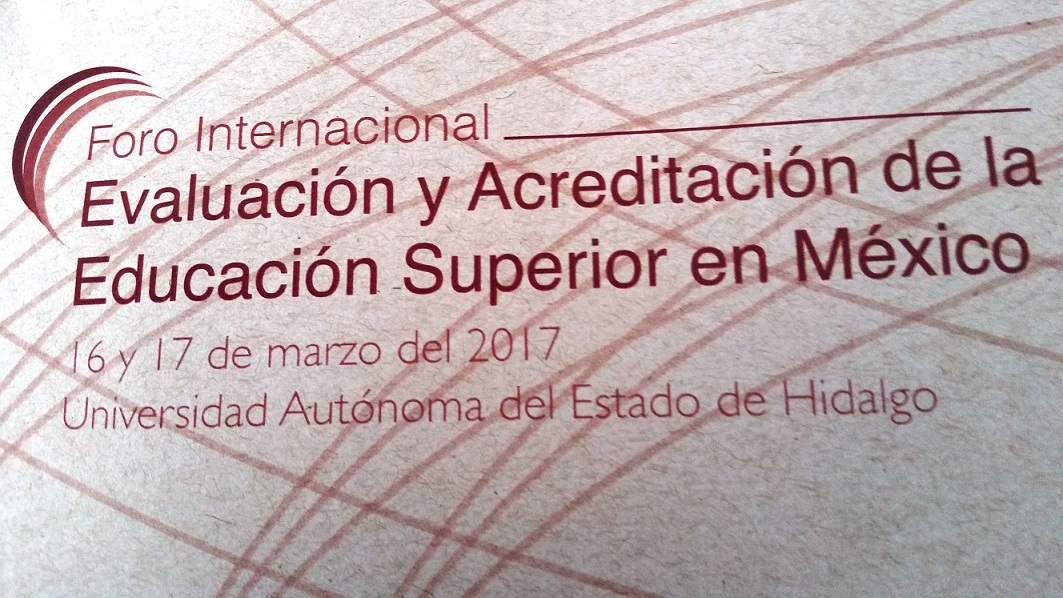 Foro Internacional
Evaluación y Acreditación de la
Educación Superior en México
16 y 17 de marzo del 2017
Universidad Autónoma del Estado de Hidalgo